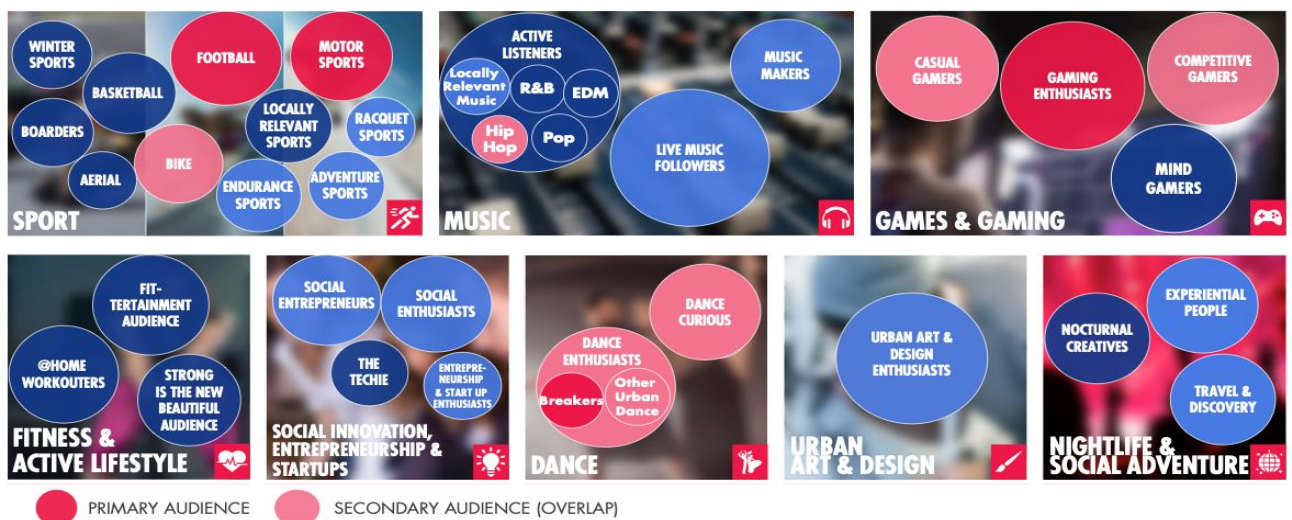 WINTER
SPORTS
FOOTBALL
MOTOR
SPORTS
BASKETBALL
LOCALLY
RELEVANT
SPORTS
RACQUET
SPORTS
BOARDERS
BIKE
AERIAL
ENDURANCE
SPORTS
ADVENTURE
SPORTS
SPORT
ACTIVE
LISTENERS
Locally
Relevant
Music
R&B
EDM
Hip
Hop
Pop
MUSIC
MAKERS
LIVE MUSIC
FOLLOWERS
MUSIC
CASUAL
GAMERS
GAMING
ENTHUSIASTS
COMPETITIVE
GAMERS
MIND
GAMERS
GAMES & GAMING
FIT-
TERTAINMENT
AUDIENCE
@HOME
WORKOUTERS
STRONG
IS THE NEW
BEAUTIFUL
AUDIENCE
FITNESS &
ACTIVE LIFESTYLE
SOCIAL
ENTREPRENEURS
SOCIAL
ENTHUSIASTS
THE
TECHIE
ENTREPRE-
NEURSHIP
& START UP
ENTHUSIASTS
SOCIAL INNOVATION,
ENTREPRENEURSHIP &
STARTUPS
DANCE
CURIOUS
DANCE
ENTHUSIASTS
Breakers
Other
Urban
Dance
DANCE
URBAN ART &
DESIGN
ENTHUSIASTS
URBAN
ART & DESIGN
EXPERIENTIAL
PEOPLE
NOCTURNAL
CREATIVES
TRAVEL &
DISCOVERY
NIGHTLIFE &
SOCIAL ADVENTURE
PRIMARY AUDIENCE
SECONDARY AUDIENCE (OVERLAP)